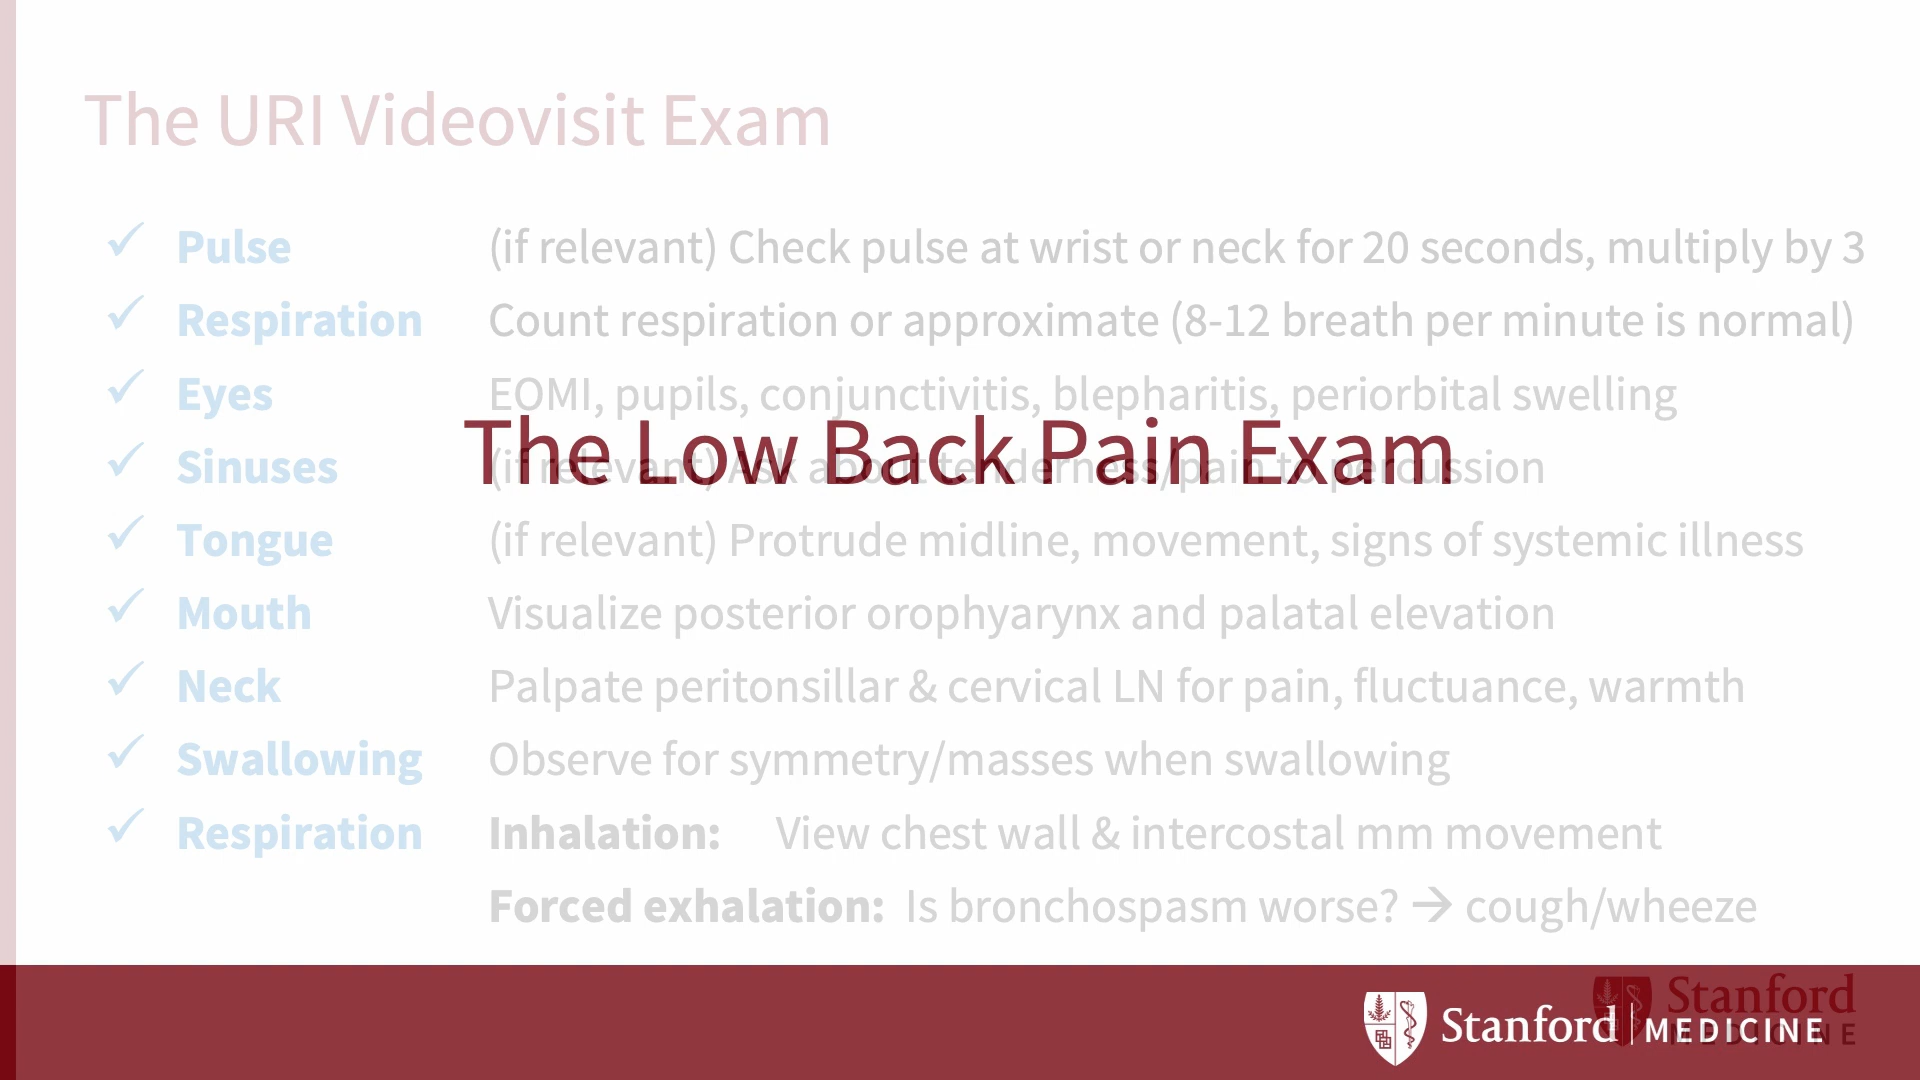 The URI Videovisit Exam
✓ Pulse (if relevant) Check pulse at wrist or neck for 20 seconds, multiply by 3
✓ Respiration Count respiration or approximate (8-12 breath per minute is normal)
✓ Eyes EOMI, pupils, conjunctivitis, blepharitis, periorbital swelling
The Low Back Pain Exam
✓ Sinuses (if relevant) Ask about tenderness/pain to percussion
✓ Tongue (if relevant) Protrude midline, movement, signs of systemic illness
✓ Mouth Visualize posterior orophyarynx and palatal elevation
✓ Neck Palpate peritonsillar & cervical LN for pain, fluctuance, warmth
✓ Swallowing Observe for symmetry/masses when swallowing
✓ Respiration Inhalation: View chest wall & intercostal mm movement
Forced exhalation: Is bronchospasm worse? → cough/wheeze
Stanford MEDICINE
Stanford
MEDICINE